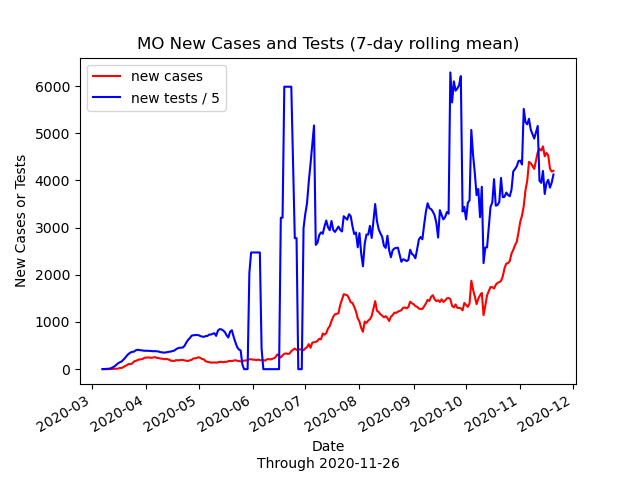 MO New Cases and Tests (7-day rolling mean)
new cases
new tests / 5
6000
5000
4000
3000
2000
1000
0
New Cases or Tests
2020-03
2020-04
2020-05
2020-06
2020-07
2020-08
2020-09
2020-10
2020-11
2020-12
Date
Through 2020-11-26